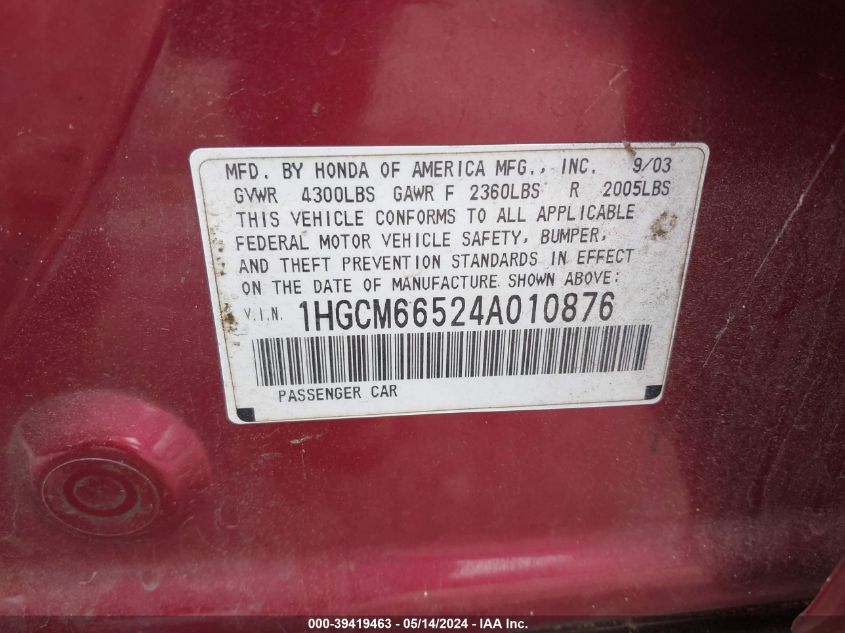 MFD. BY HONDA OF AMERICA MFG., INC. 9/03
GVWR 4300LBS GAWR F 2360LBS R 2005LBS
THIS VEHICLE CONFORMS TO ALL APPLICABLE
FEDERAL MOTOR VEHICLE SAFETY, BUMPER,
AND THEFT PREVENTION STANDARDS IN EFFECT
ON THE DATE OF MANUFACTURE SHOWN ABOVE:
V.I.N. 1HGCM66524A010876
PASSENGER CAR
000-39419463 - 05/14/2024 - IAA Inc.